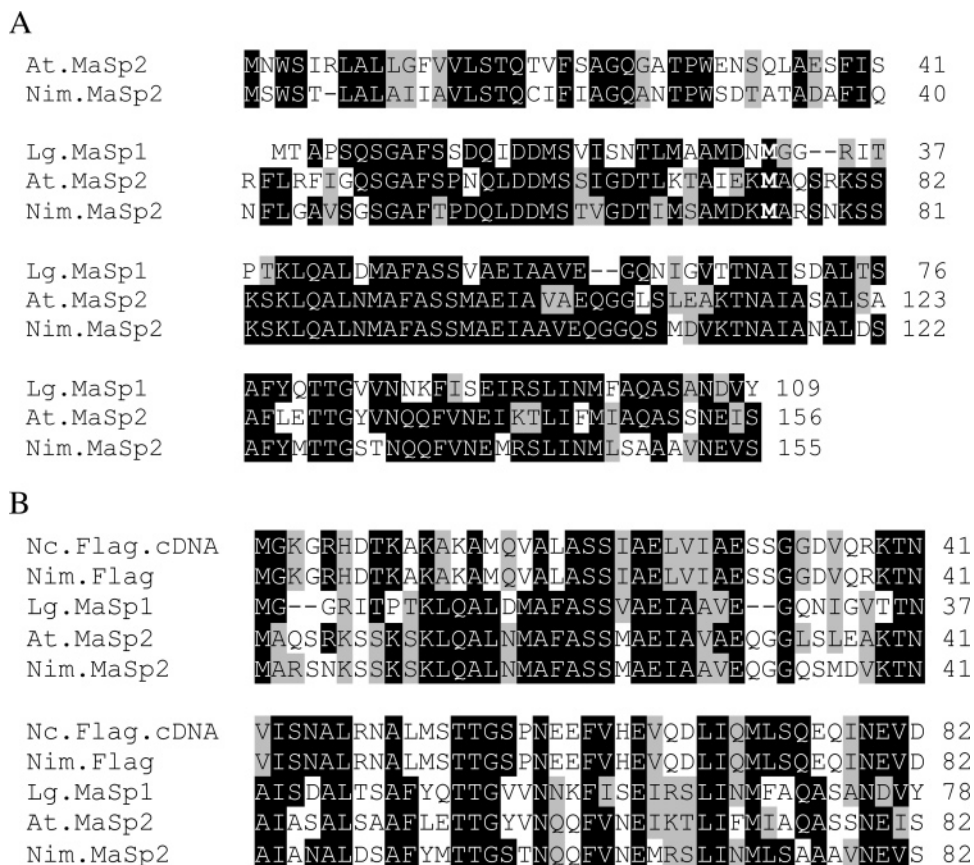 A
At.MaSp2 MNWSIRLALLGFVVLSTQTVFSAGQGATPWENSQLAESFIS 41
Nim.MaSp2 MSWST-LALAIIAVLSTQCIFIAGQANTPWSDTATADAFIQ 40
Lg.MaSp1 MTAPSQSGAFSSDQIDDMSVISNTLMAAMDNMGG--RIT 37
At.MaSp2 RFLRFIGQSGAFSPNQLDDMSSIGDTLKTAIEKMAQSRKSS 82
Nim.MaSp2 NFLGAVSGSGAFTPDQLDDMSTVGDTIMSAMDKMARSNKSS 81
Lg.MaSp1 PTKLQALDMAFASSVAEIAAVE--GQNIGVTTNAISDALTS 76
At.MaSp2 KSKLQALNMAFASSMAEIAVAEQGGLSLEAKTNAIASALSA 123
Nim.MaSp2 KSKLQALNMAFASSMAEIAAVEQGGQSMDVKTNAIANALDS 122
Lg.MaSp1 AFYQTTGVVNNKFISEIRSLINMFAQASANDVY 109
At.MaSp2 AFLETTGYVNQQFVNEIKTLIFMIAQASSNEIS 156
Nim.MaSp2 AFYMTTGSTNQQFVNEMRSLINMLSAAAVNEVS 155
B
Nc.Flag.cDNA MGKGRHDTKAKAKAMQVALASSIAELVIAESSGGDVQRKTN 41
Nim.Flag MGKGRHDTKAKAKAMQVALASSIAELVIAESSGGDVQRKTN 41
Lg.MaSp1 MG--GRITPTKLQALDMAFASSVAEIAAVE--GQNIGVTTN 37
At.MaSp2 MAQSRKSSKSKLQALNMAFASSMAEIAVAEQGGLSLEAKTN 41
Nim.MaSp2 MARSNKSSKSKLQALNMAFASSMAEIAAVEQGGQSMDVKTN 41
Nc.Flag.cDNA VISNALRNALMSTTGSPNEEFVHEVQDLIQMLSQEQINEVD 82
Nim.Flag VISNALRNALMSTTGSPNEEFVHEVQDLIQMLSQEQINEVD 82
Lg.MaSp1 AISDALTSAFYQTTGVVNNKFISEIRSLINMFAQASANDVY 78
At.MaSp2 AIASALSAAFLETTGYVNQQFVNEIKTLIFMIAQASSNEIS 82
Nim.MaSp2 AIANALDSAFYMTTGSTNQQFVNEMRSLINMLSAAAVNEVS 82